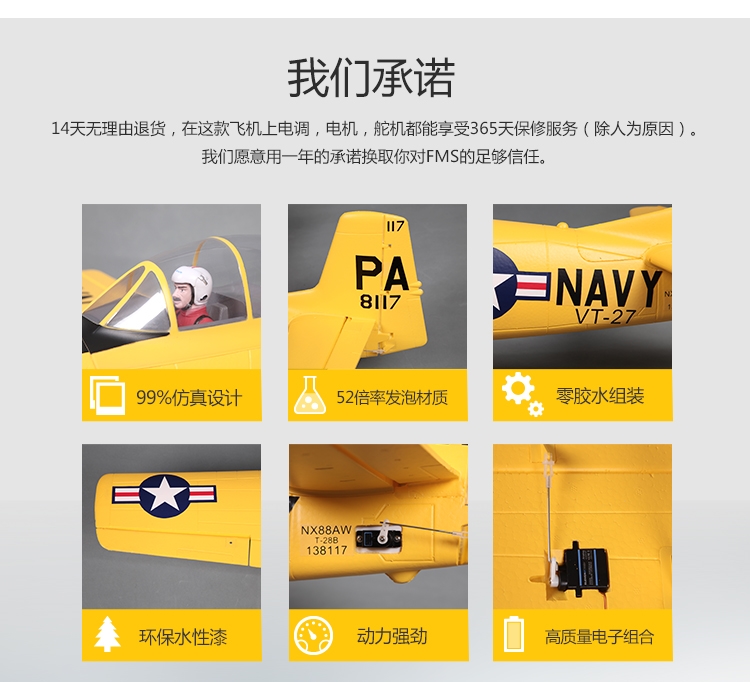 我们承诺
14天无理由退货，在这款飞机上电调，电机，舵机都能享受365天保修服务（除人为原因）。
我们愿意用一年的承诺换取你对FMS的足够信任。
117
PA
8117
NAVY
VT-27
99%仿真设计
52倍率发泡材质
零胶水组装
NX88AW
T-28B
138117
环保水性漆
动力强劲
高质量电子组合